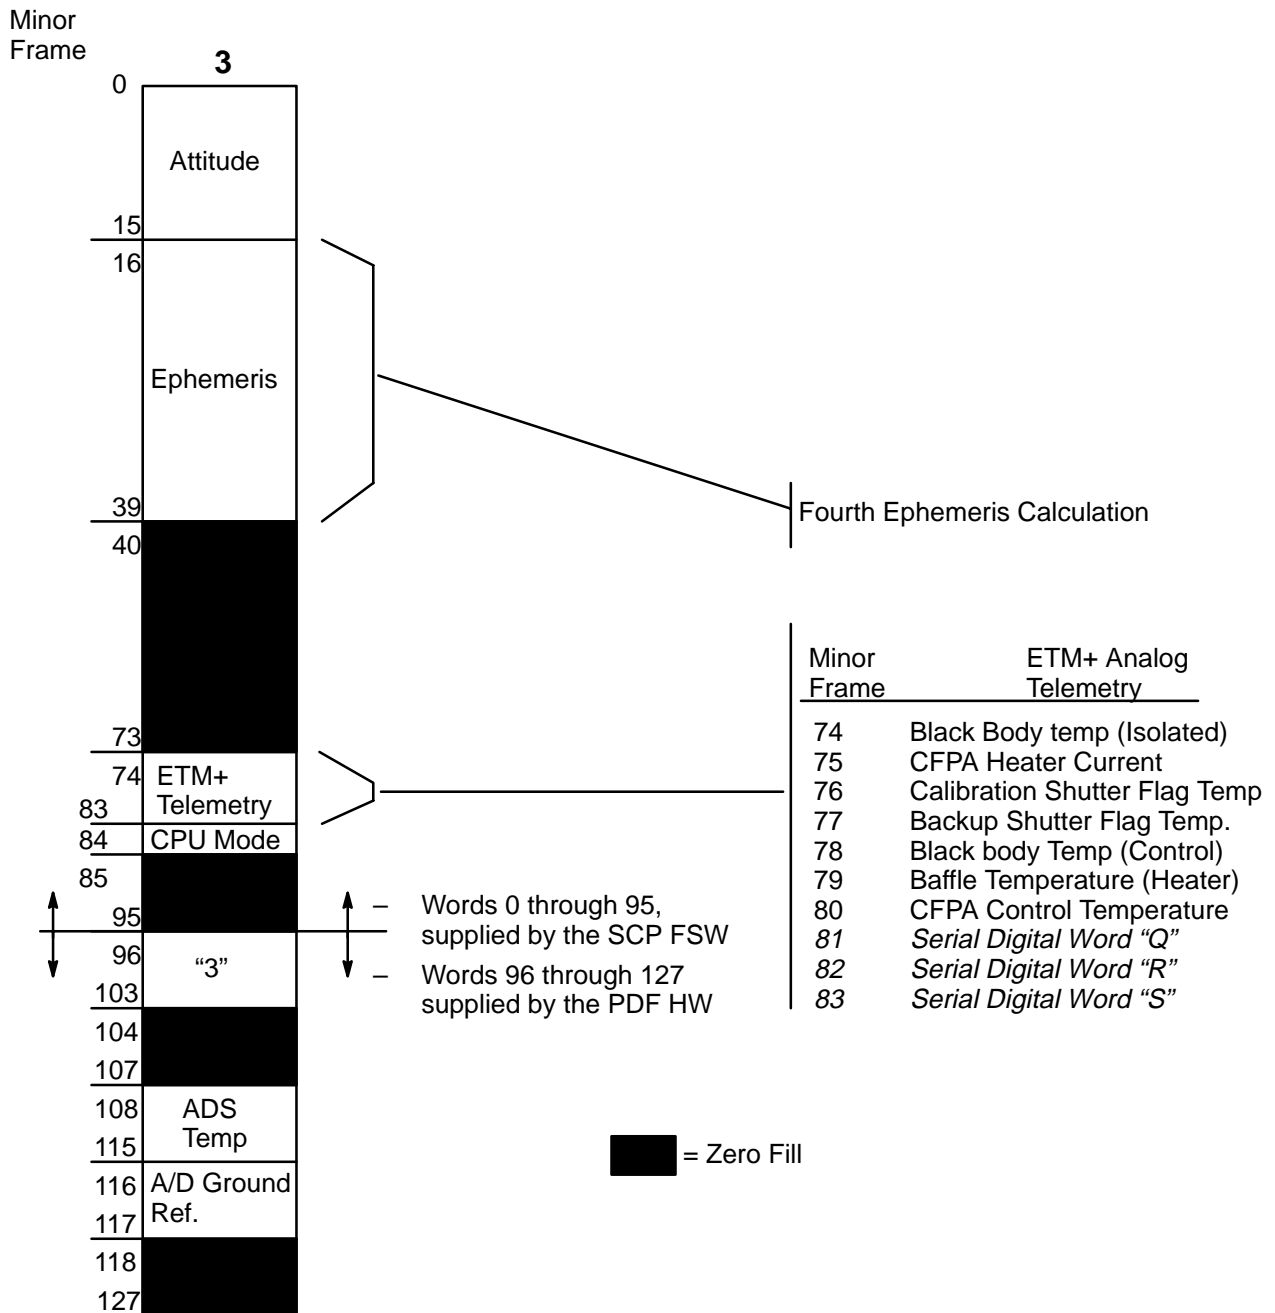 Minor
Frame
3
0
Attitude
15
16
Ephemeris
39
40
Fourth Ephemeris Calculation
73
74
ETM+
Telemetry
83
84
CPU Mode
85
95
– Words 0 through 95,
supplied by the SCP FSW
– Words 96 through 127
supplied by the PDF HW
96
“3”
103
104
107
108
ADS
Temp
115
116
A/D Ground
Ref.
117
118
127
Minor ETM+ Analog
Frame Telemetry
74 Black Body temp (Isolated)
75 CFPA Heater Current
76 Calibration Shutter Flag Temp
77 Backup Shutter Flag Temp.
78 Black body Temp (Control)
79 Baffle Temperature (Heater)
80 CFPA Control Temperature
81 Serial Digital Word “Q”
82 Serial Digital Word “R”
83 Serial Digital Word “S”
= Zero Fill